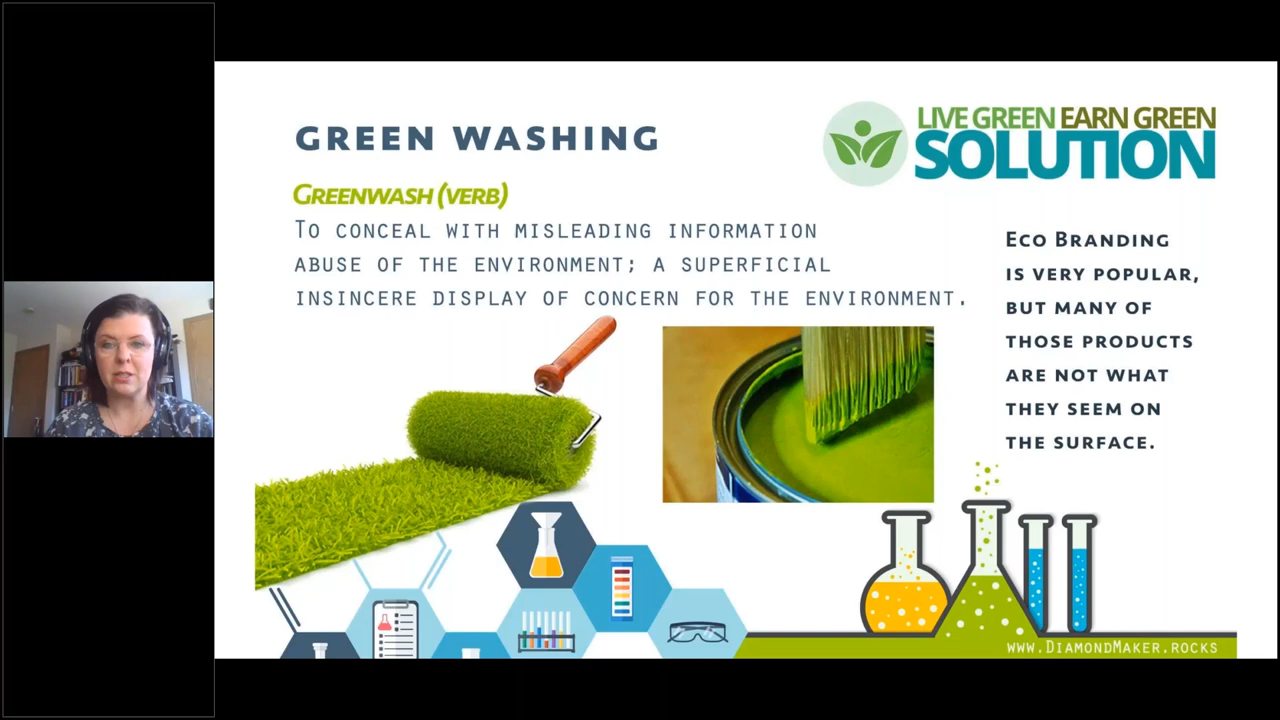 GREEN WASHING
LIVE GREEN EARN GREEN
SOLUTION
GREENWASH (VERB)
TO CONCEAL WITH MISLEADING INFORMATION
ABUSE OF THE ENVIRONMENT; A SUPERFICIAL
INSINCERE DISPLAY OF CONCERN FOR THE ENVIRONMENT.
ECO BRANDING
IS VERY POPULAR,
BUT MANY OF
THOSE PRODUCTS
ARE NOT WHAT
THEY SEEM ON
THE SURFACE.
WWW.DIAMONDMAKER.ROCKS